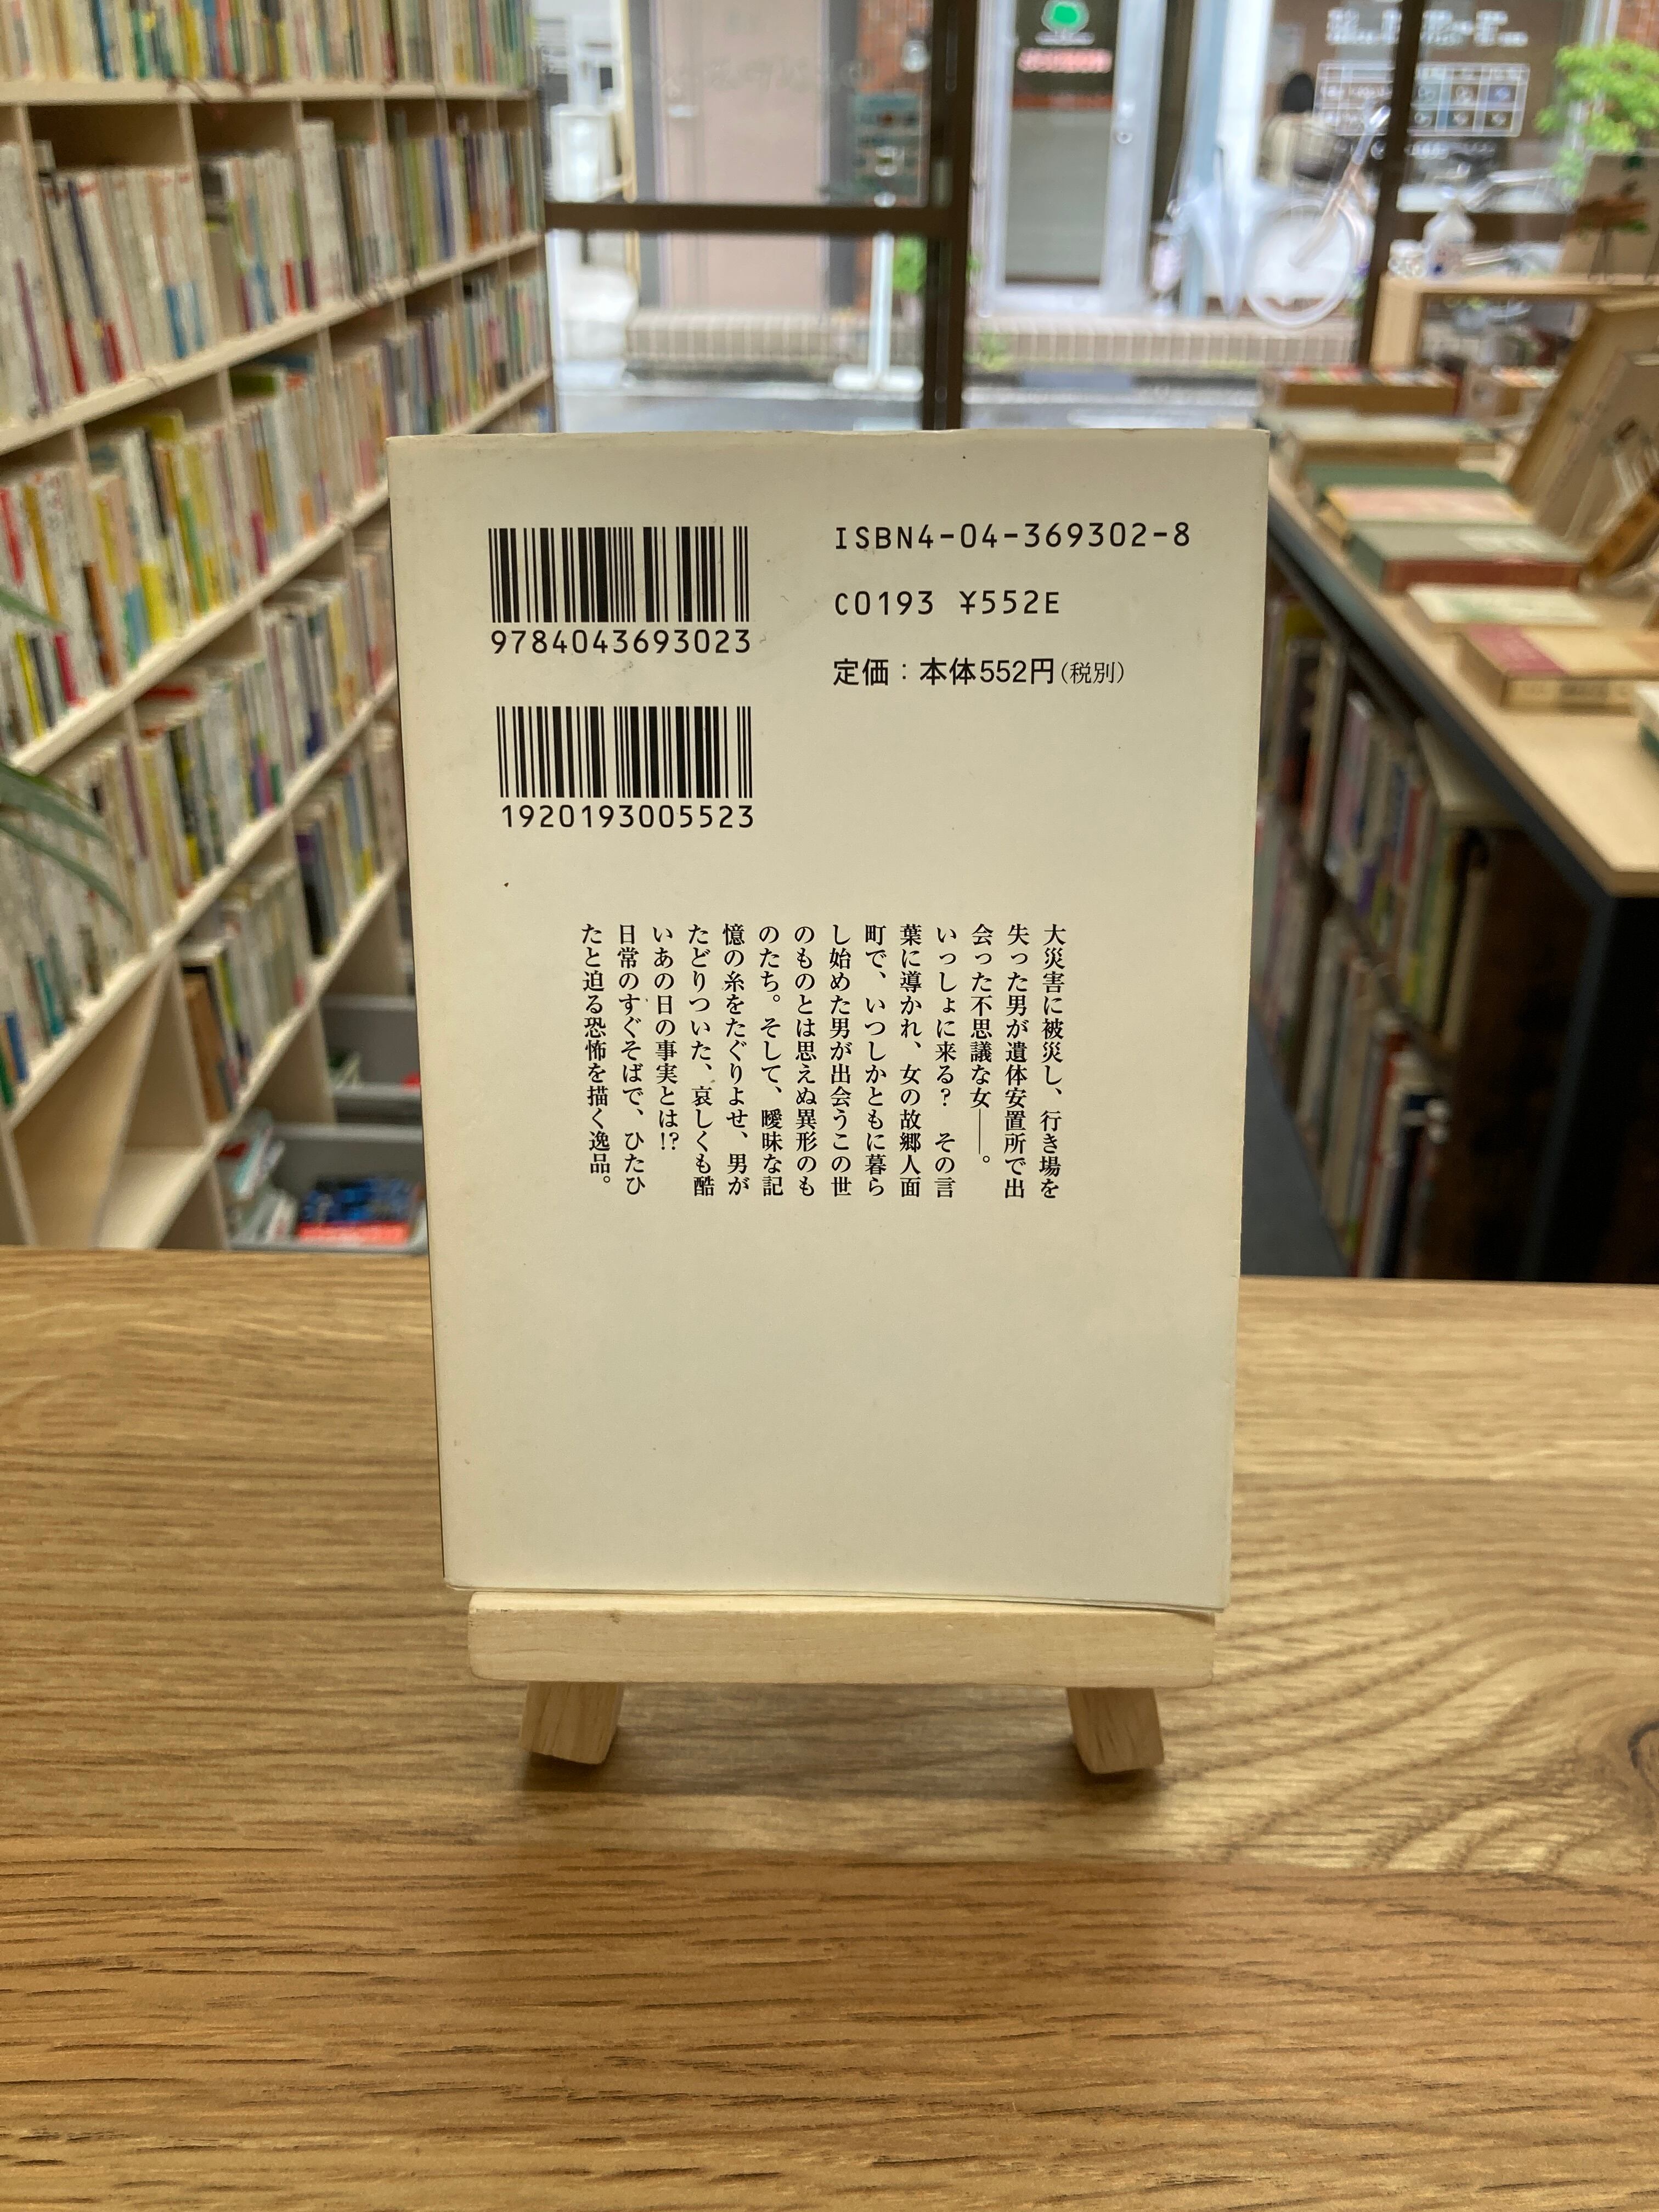 ISBN4-04-369302-8
C0193 ¥552E
定価：本体552円(税別)
9784043693023
1920193005523
大災害に被災し、行き場を
失った男が遺体安置所で出
会った不思議な女――。
いっしょに来る？　その言
葉に導かれ、女の故郷人面
町で、いつしかともに暮ら
し始めた男が出会うこの世
のものとは思えぬ異形のも
のたち。そして、曖昧な記
憶の糸をたぐりよせ、男が
たどりついた、哀しくも酷
いあの日の事実とは!?
日常のすぐそばで、ひたひ
たと迫る恐怖を描く逸品。